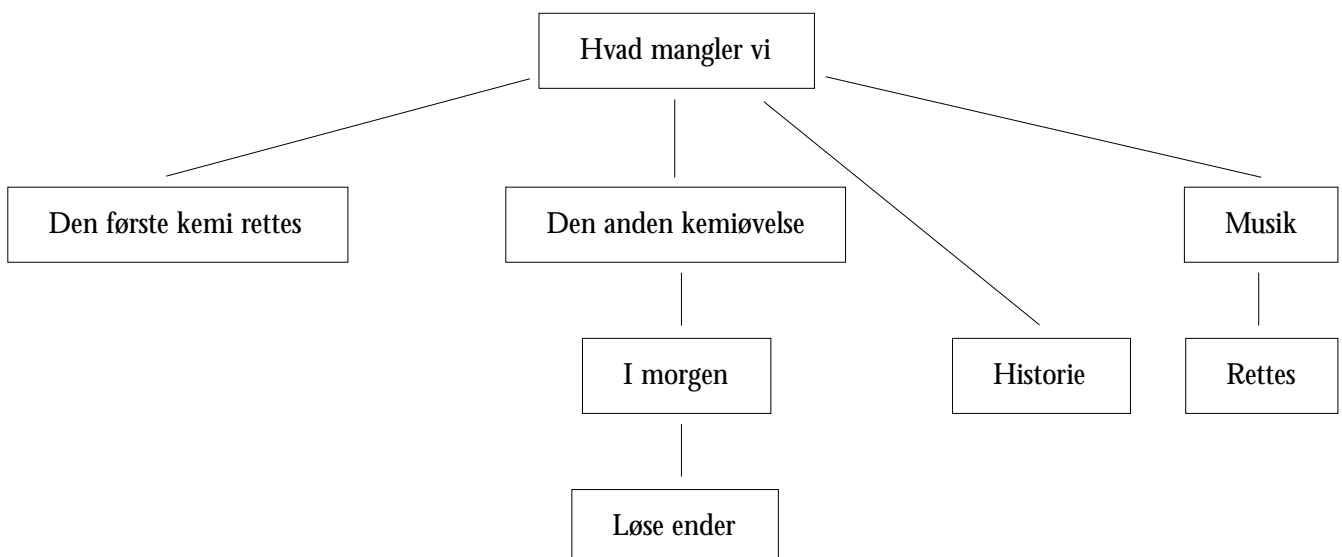 Hvad mangler vi
Den første kemi rettes
Den anden kemiøvelse
Musik
I morgen
Historie
Rettes
Løse ender